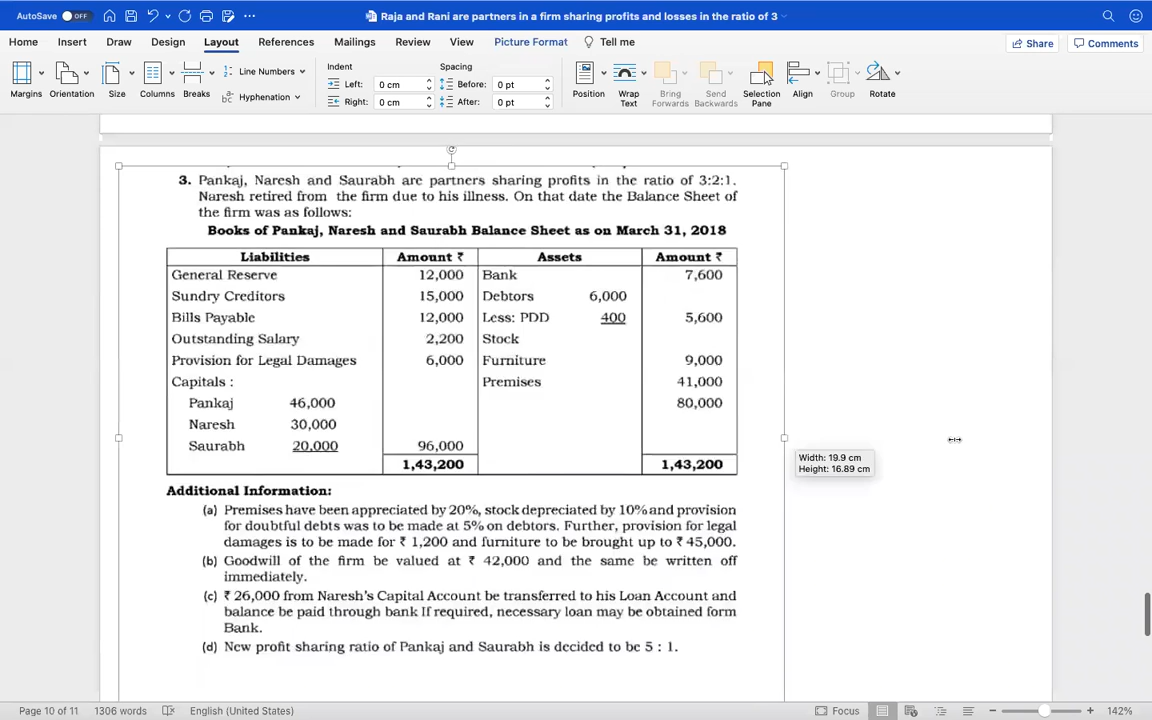 AutoSave OFF Raja and Rani are partners in a firm sharing profits and losses in the ratio of 3
Home Insert Draw Design Layout References Mailings Review View Picture Format Tell me Share Comments
Margins Orientation Size Columns Breaks Line Numbers Hyphenation Indent Left: 0 cm Right: 0 cm Spacing Before: 0 pt After: 0 pt Position Wrap Text Bring Forwards Send Backwards Selection Pane Align Group Rotate
3. Pankaj, Naresh and Saurabh are partners sharing profits in the ratio of 3:2:1.
Naresh retired from the firm due to his illness. On that date the Balance Sheet of
the firm was as follows:
Books of Pankaj, Naresh and Saurabh Balance Sheet as on March 31, 2018
Liabilities Amount ₹ Assets Amount ₹
General Reserve 12,000 Bank 7,600
Sundry Creditors 15,000 Debtors 6,000
Bills Payable 12,000 Less: PDD 400 5,600
Outstanding Salary 2,200 Stock
Provision for Legal Damages 6,000 Furniture 9,000
Capitals : Premises 41,000
Pankaj 46,000 80,000
Naresh 30,000
Saurabh 20,000 96,000
1,43,200 1,43,200
Width: 19.9 cm
Height: 16.89 cm
Additional Information:
(a) Premises have been appreciated by 20%, stock depreciated by 10% and provision
for doubtful debts was to be made at 5% on debtors. Further, provision for legal
damages is to be made for ₹ 1,200 and furniture to be brought up to ₹ 45,000.
(b) Goodwill of the firm be valued at ₹ 42,000 and the same be written off
immediately.
(c) ₹ 26,000 from Naresh's Capital Account be transferred to his Loan Account and
balance be paid through bank If required, necessary loan may be obtained form
Bank.
(d) New profit sharing ratio of Pankaj and Saurabh is decided to be 5 : 1.
Page 10 of 11 1306 words English (United States) Focus 142%